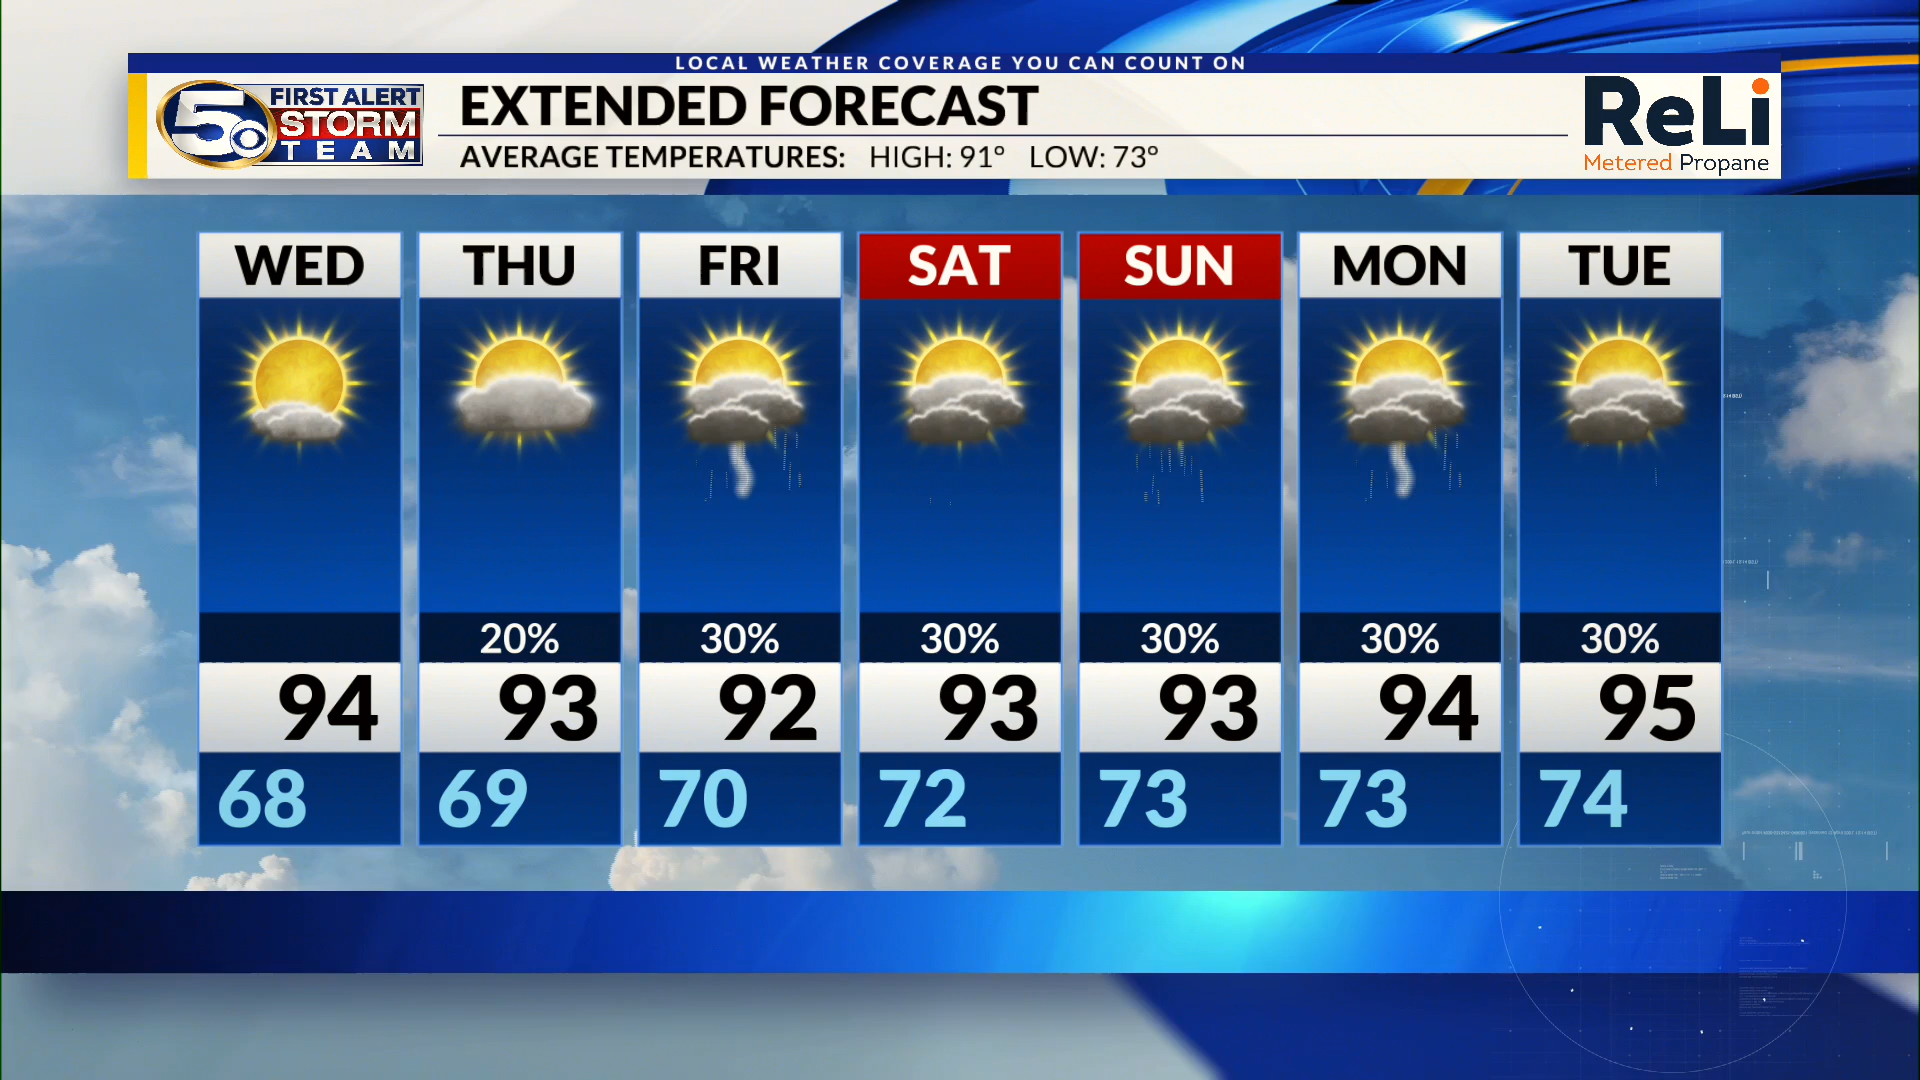 LOCAL WEATHER COVERAGE YOU CAN COUNT ON
5 FIRST ALERT
STORM
TEAM
EXTENDED FORECAST
AVERAGE TEMPERATURES: HIGH: 91° LOW: 73°
ReLi
Metered Propane
WED THU FRI SAT SUN MON TUE
20% 30% 30% 30% 30% 30%
94 93 92 93 93 94 95
68 69 70 72 73 73 74